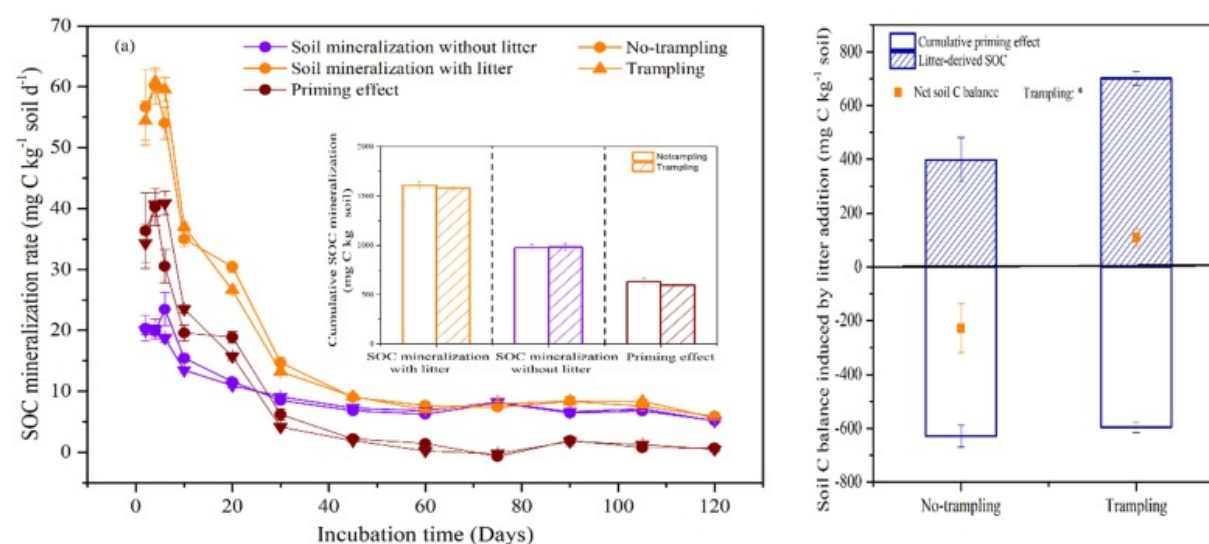 (a)
Soil mineralization without litter
Soil mineralization with litter
Priming effect
No-trampling
Trampling
SOC mineralization rate (mg C kg⁻¹ soil d⁻¹)
70
60
50
40
30
20
10
0
0
20
40
60
80
100
120
Incubation time (Days)
Cumulative SOC mineralization
(mg C kg⁻¹ soil)
2000
1500
1000
500
0
Notrampling
Trampling
SOC mineralization
with litter
SOC mineralization
without litter
Priming effect
Soil C balance induced by litter addition (mg C kg⁻¹ soil)
800
600
400
200
0
-200
-400
-600
-800
Cumulative priming effect
Litter-derived SOC
Net soil C balance
Trampling: *
No-trampling
Trampling